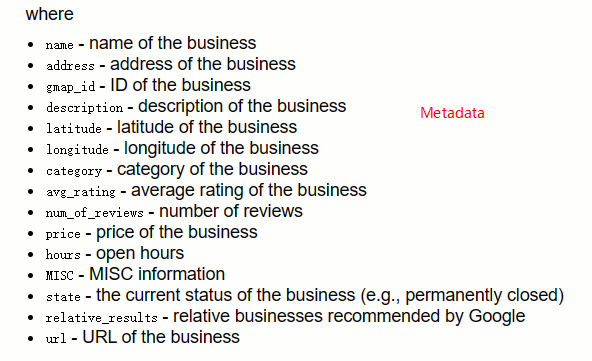 where
• name - name of the business
• address - address of the business
• gmap_id - ID of the business
• description - description of the business
Metadata
• latitude - latitude of the business
• longitude - longitude of the business
• category - category of the business
• avg_rating - average rating of the business
• num_of_reviews - number of reviews
• price - price of the business
• hours - open hours
• MISC - MISC information
• state - the current status of the business (e.g., permanently closed)
• relative_results - relative businesses recommended by Google
• url - URL of the business